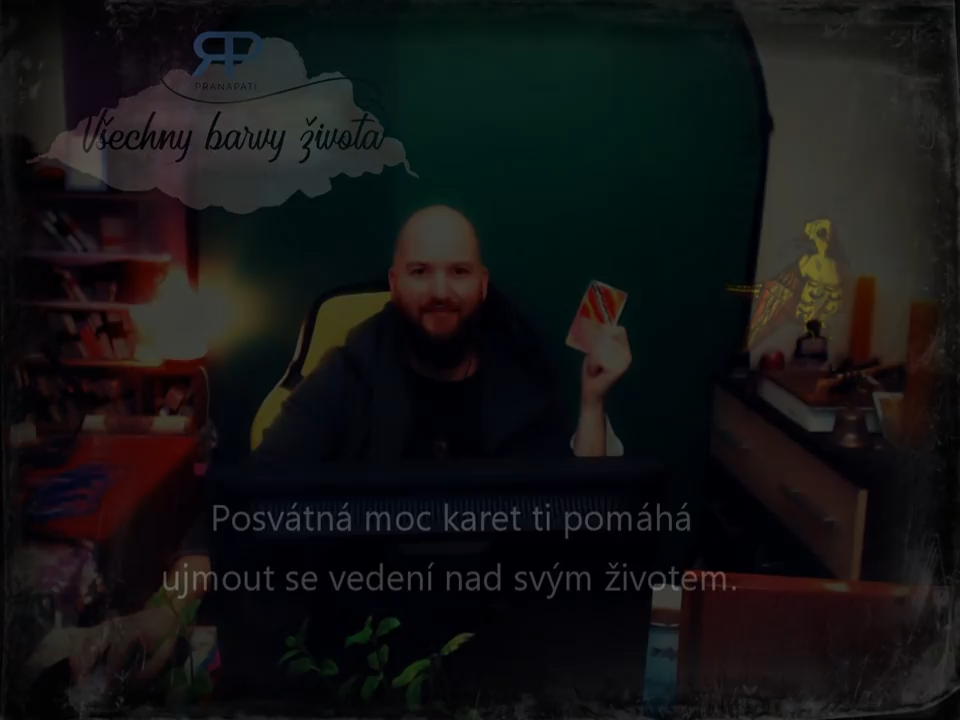 PRANAPATI
Všechny barvy života
Posvátná moc karet ti pomáhá
ujmout se vedení nad svým životem.